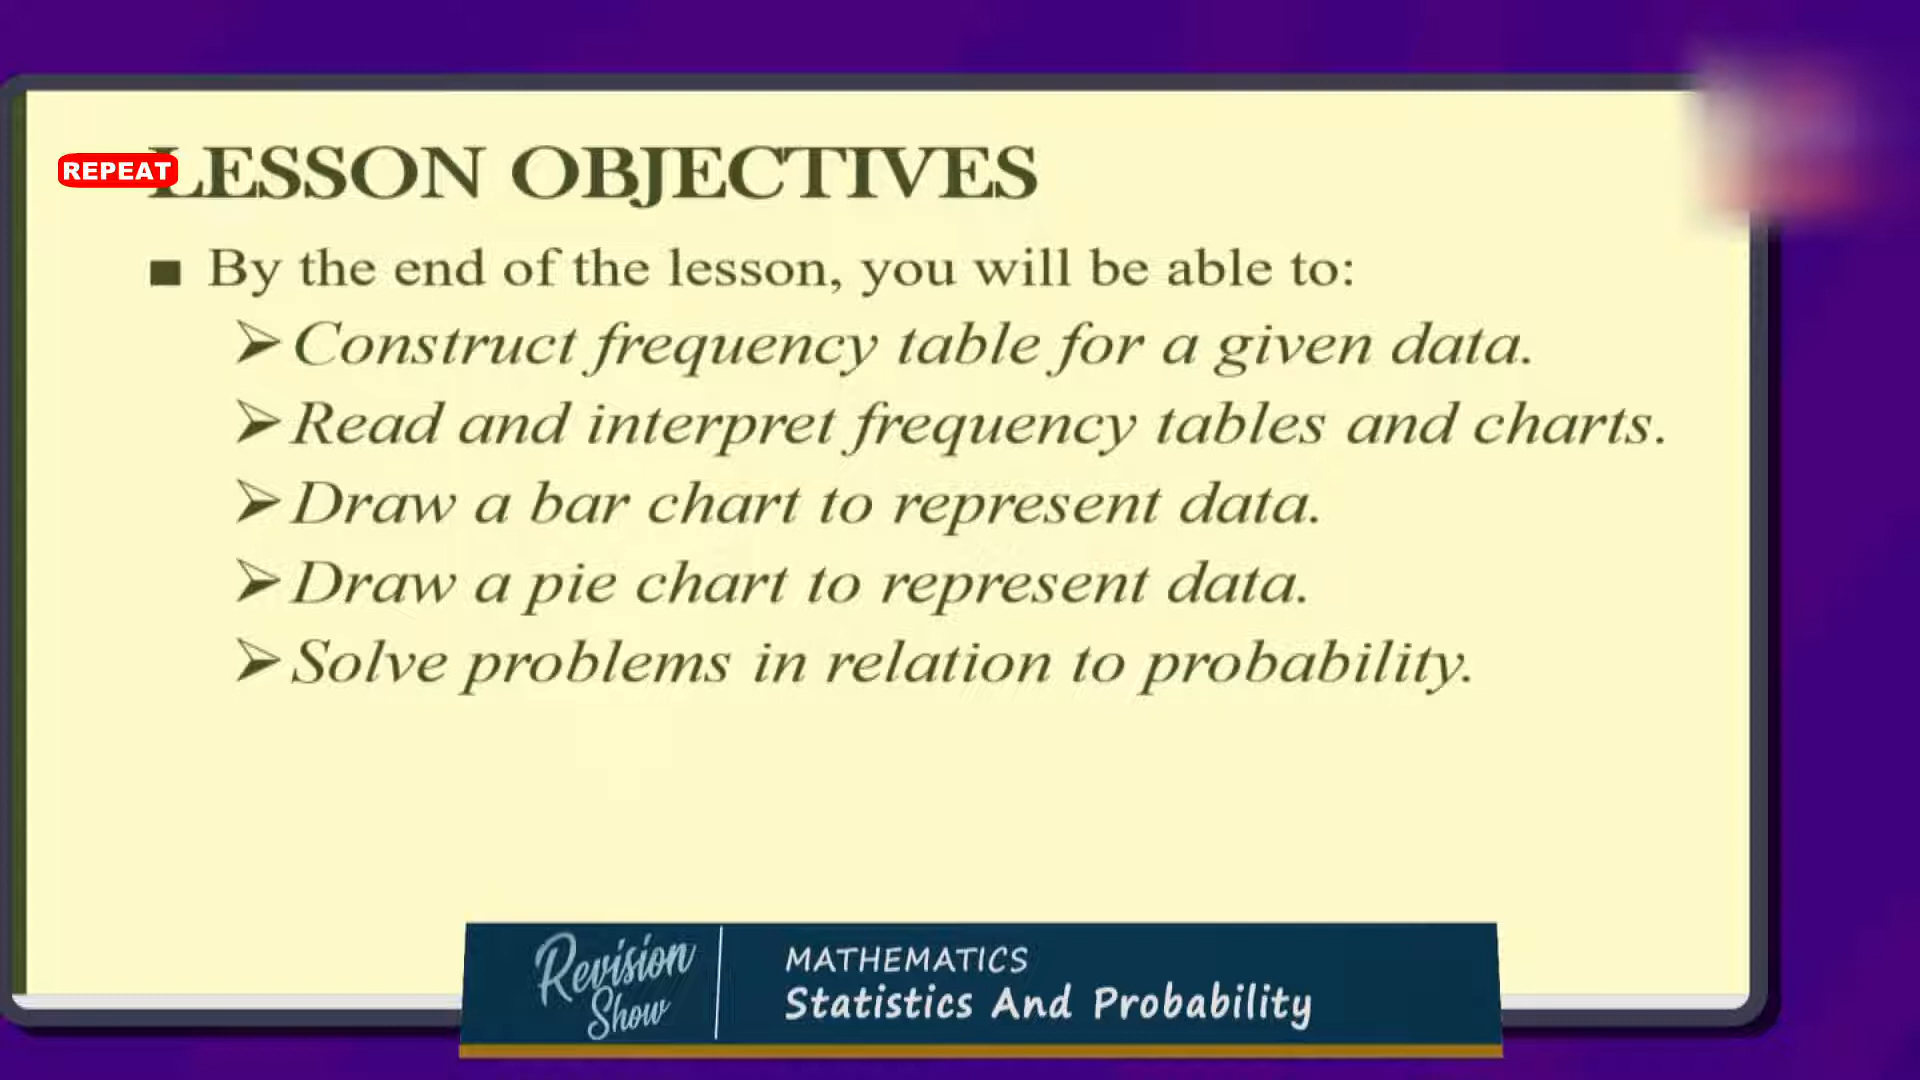 REPEAT
LESSON OBJECTIVES
■ By the end of the lesson, you will be able to:
➢ Construct frequency table for a given data.
➢ Read and interpret frequency tables and charts.
➢ Draw a bar chart to represent data.
➢ Draw a pie chart to represent data.
➢ Solve problems in relation to probability.
Revision
Show
MATHEMATICS
Statistics And Probability